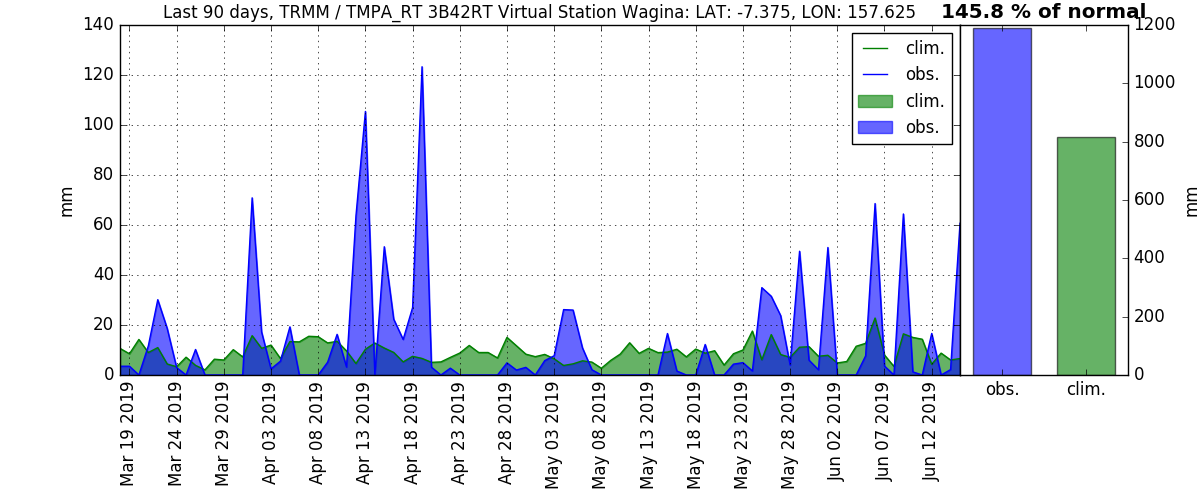 Last 90 days, TRMM / TMPA_RT 3B42RT Virtual Station Wagina: LAT: -7.375, LON: 157.625
145.8 % of normal
mm
140
120
100
80
60
40
20
0
clim.
obs.
clim.
obs.
Mar 19 2019
Mar 24 2019
Mar 29 2019
Apr 03 2019
Apr 08 2019
Apr 13 2019
Apr 18 2019
Apr 23 2019
Apr 28 2019
May 03 2019
May 08 2019
May 13 2019
May 18 2019
May 23 2019
May 28 2019
Jun 02 2019
Jun 07 2019
Jun 12 2019
1200
1000
800
600
400
200
0
mm
obs.
clim.